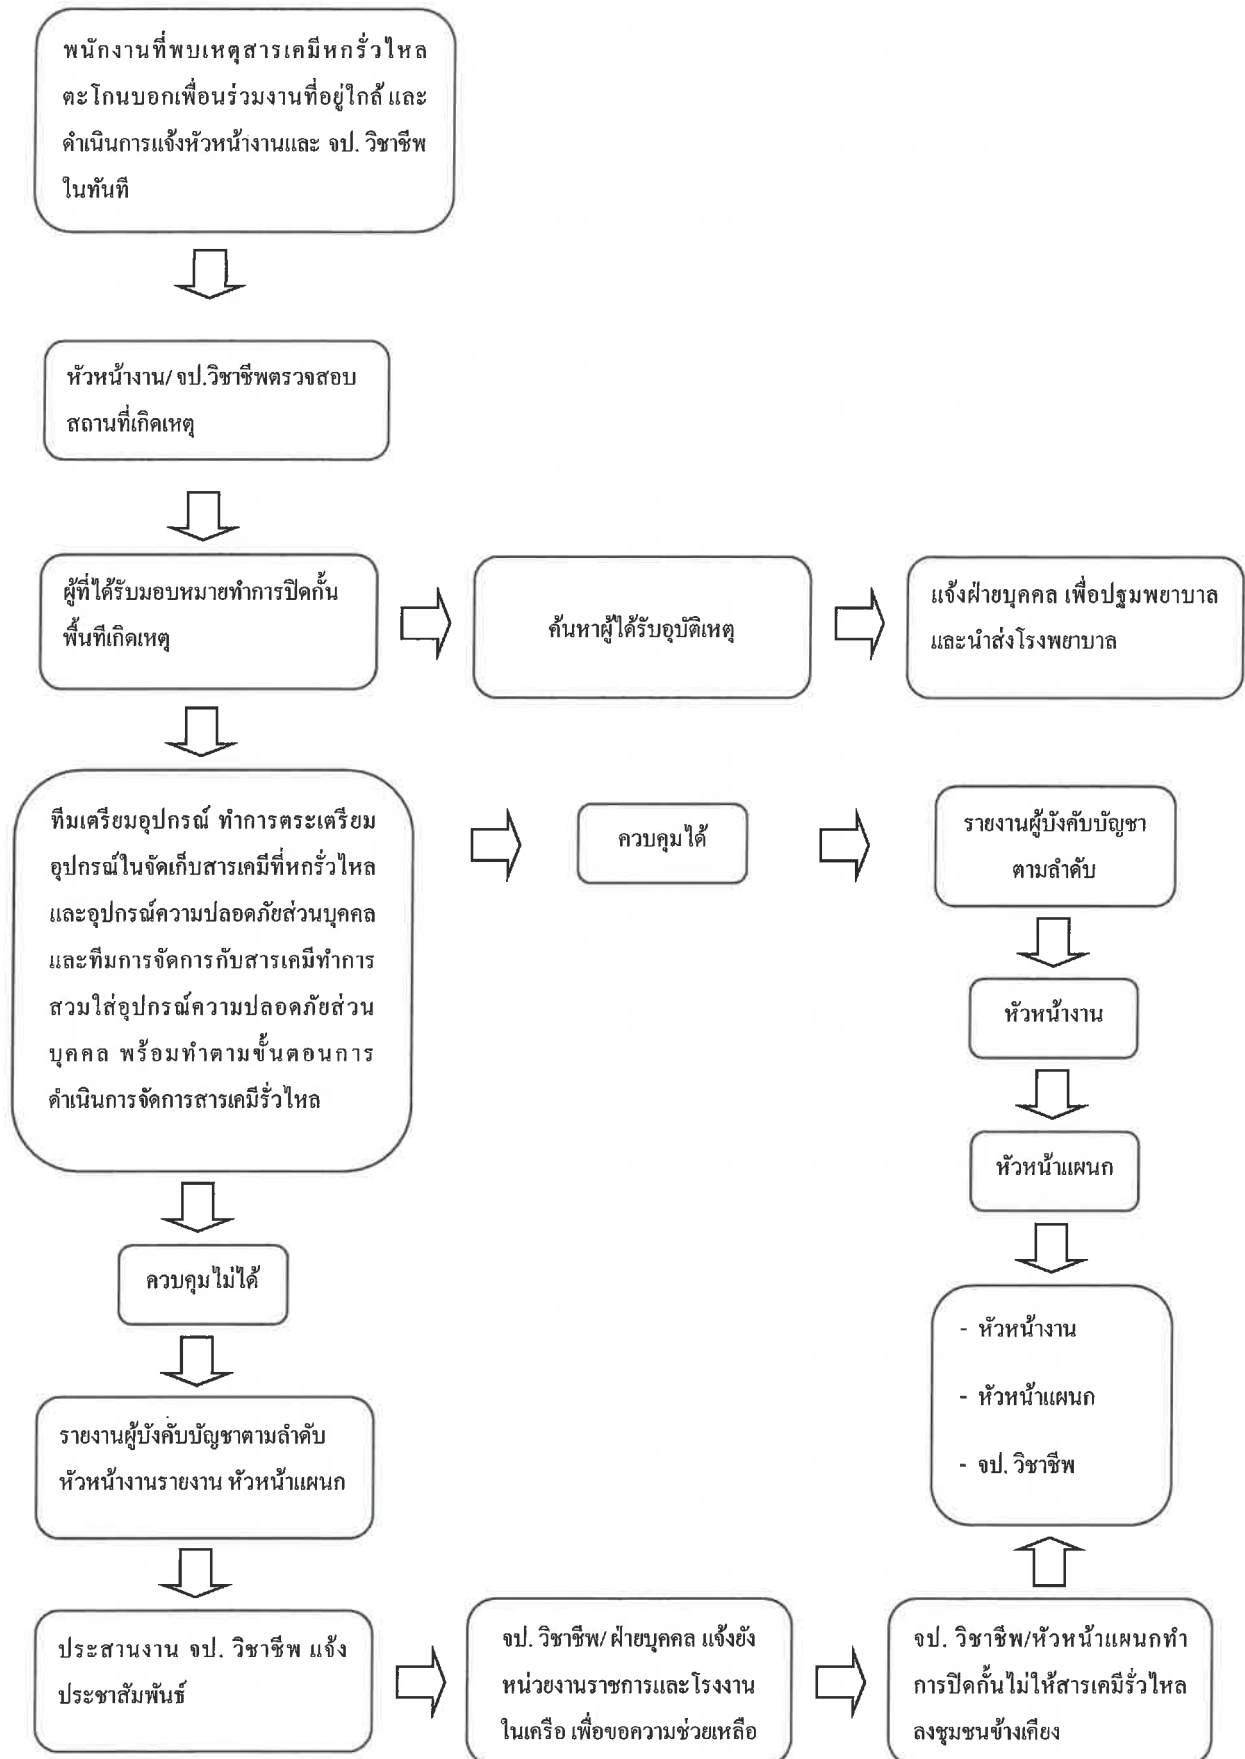 พนักงานที่พบเหตุสารเคมีหกรั่วไหล
ตะโกนบอกเพื่อนร่วมงานที่อยู่ใกล้ และ
ดำเนินการแจ้งหัวหน้างานและ จป. วิชาชีพ
ในทันที
หัวหน้างาน/ จป.วิชาชีพตรวจสอบ
สถานที่เกิดเหตุ
ผู้ที่ได้รับมอบหมายทำการปิดกั้น
พื้นที่เกิดเหตุ
ค้นหาผู้ได้รับอุบัติเหตุ
แจ้งฝ่ายบุคคล เพื่อปฐมพยาบาล
และนำส่งโรงพยาบาล
ทีมเตรียมอุปกรณ์ ทำการตระเตรียม
อุปกรณ์ในจัดเก็บสารเคมีที่หกรั่วไหล
และอุปกรณ์ความปลอดภัยส่วนบุคคล
และทีมการจัดการกับสารเคมีทำการ
สวมใส่อุปกรณ์ความปลอดภัยส่วน
บุคคล พร้อมทำตามขั้นตอนการ
ดำเนินการจัดการสารเคมีรั่วไหล
ควบคุมได้
รายงานผู้บังคับบัญชา
ตามลำดับ
หัวหน้างาน
หัวหน้าแผนก
- หัวหน้างาน
- หัวหน้าแผนก
- จป. วิชาชีพ
ควบคุมไม่ได้
รายงานผู้บังคับบัญชาตามลำดับ
หัวหน้างานรายงาน หัวหน้าแผนก
ประสานงาน จป. วิชาชีพ แจ้ง
ประชาสัมพันธ์
จป. วิชาชีพ/ ฝ่ายบุคคล แจ้งยัง
หน่วยงานราชการและโรงงาน
ในเครือ เพื่อขอความช่วยเหลือ
จป. วิชาชีพ/หัวหน้าแผนกทำ
การปิดกั้นไม่ให้สารเคมีรั่วไหล
ลงชุมชนข้างเคียง